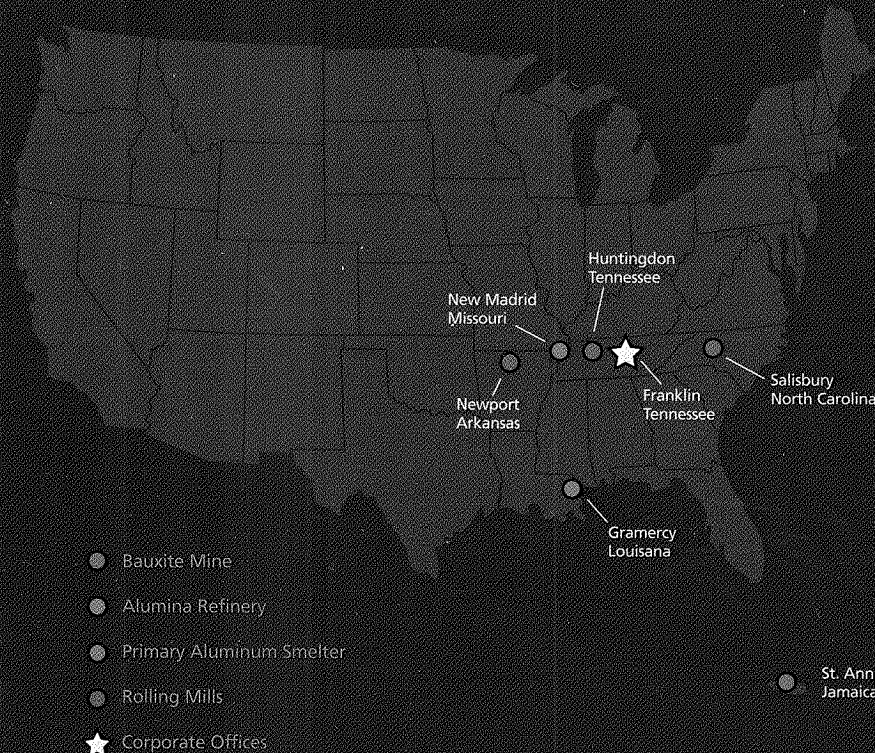 Huntingdon
Tennessee
New Madrid
Missouri
Newport
Arkansas
Franklin
Tennessee
Salisbury
North Carolina
Gramercy
Louisana
Bauxite Mine
Alumina Refinery
Primary Aluminum Smelter
Rolling Mills
Corporate Offices
St. Ann
Jamaica